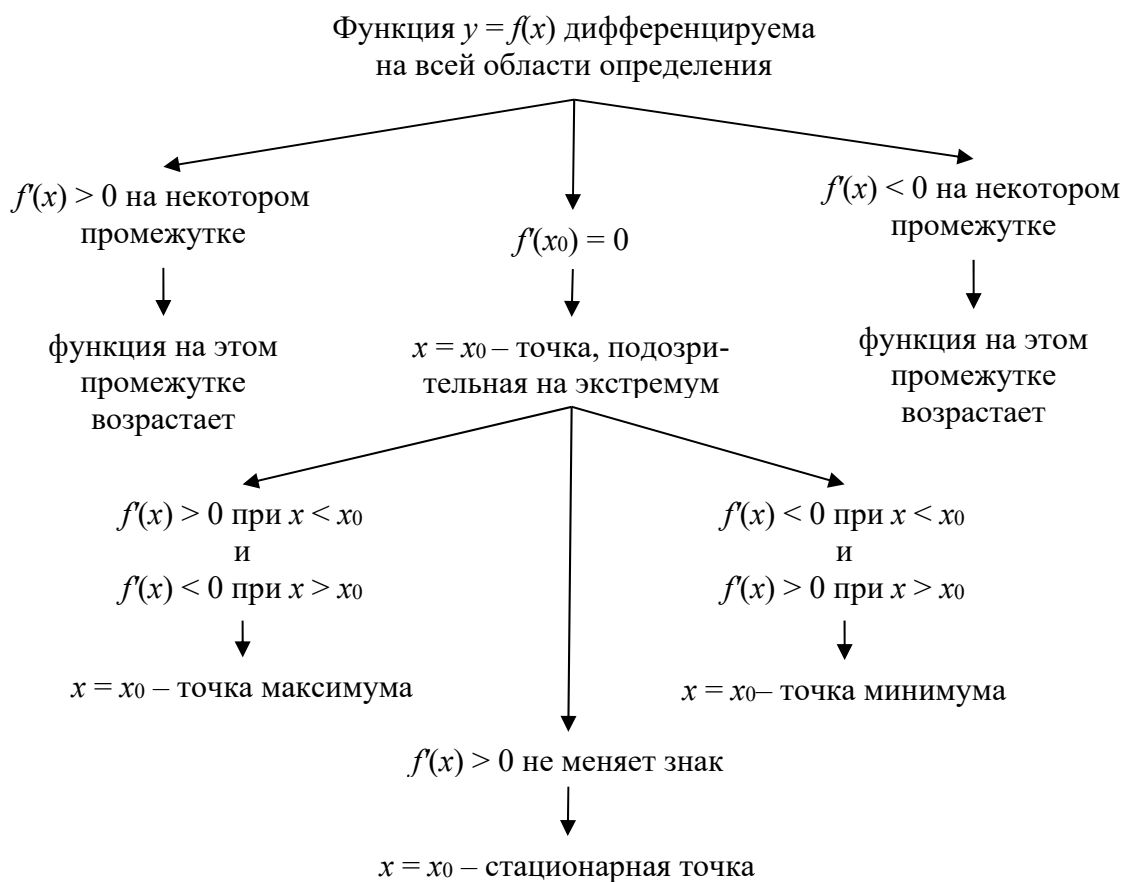 Функция y = f(x) дифференцируема
на всей области определения
f'(x) > 0 на некотором
промежутке
f'(x0) = 0
f'(x) < 0 на некотором
промежутке
функция на этом
промежутке
возрастает
x = x0 – точка, подозри-
тельная на экстремум
функция на этом
промежутке
возрастает
f'(x) > 0 при x < x0
и
f'(x) < 0 при x > x0
f'(x) < 0 при x < x0
и
f'(x) > 0 при x > x0
x = x0 – точка максимума
x = x0– точка минимума
f'(x) > 0 не меняет знак
x = x0 – стационарная точка